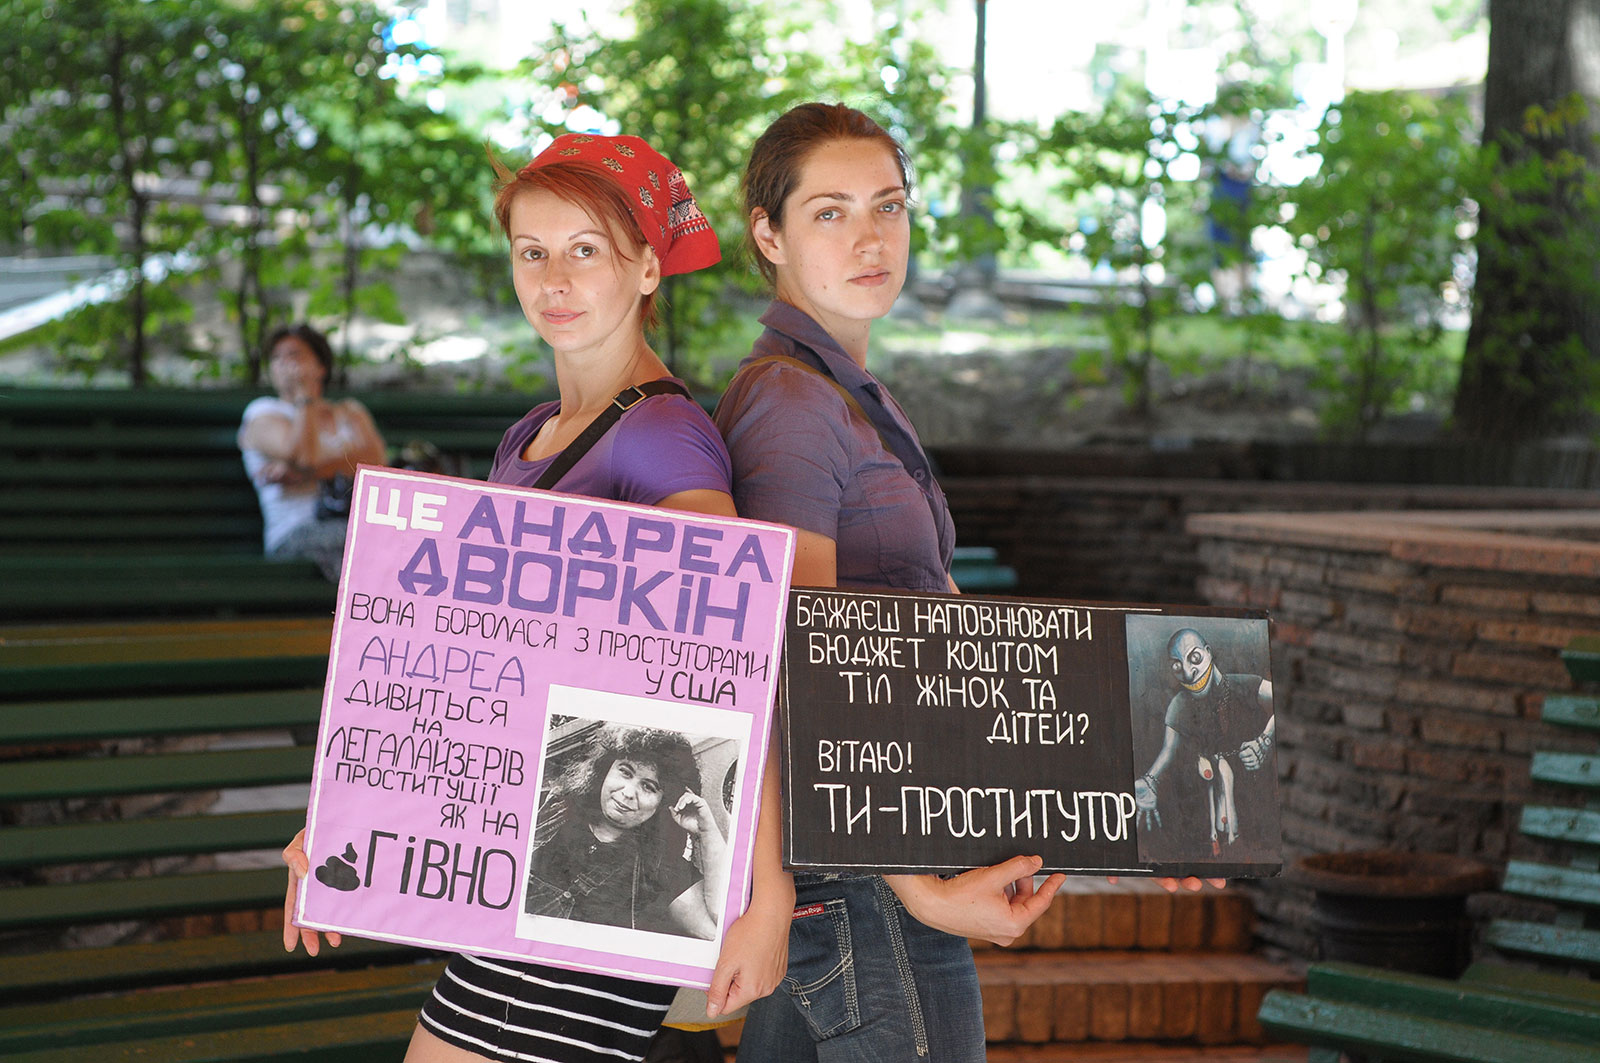 ЦЕ АНДРЕА
ДВОРКІН
ВОНА БОРОЛАСЯ З ПРОСТУТОРАМИ
У США
АНДРЕА
ДИВИТЬСЯ
НА
ЛЕГАЛАЙЗЕРІВ
ПРОСТИТУЦІЇ
ЯК НА
ГІВНО
БАЖАЄШ НАПОВНЮВАТИ
БЮДЖЕТ КОШТОМ
ТІЛ ЖІНОК ТА
ДІТЕЙ?
ВІТАЮ!
ТИ-ПРОСТИТУТОР